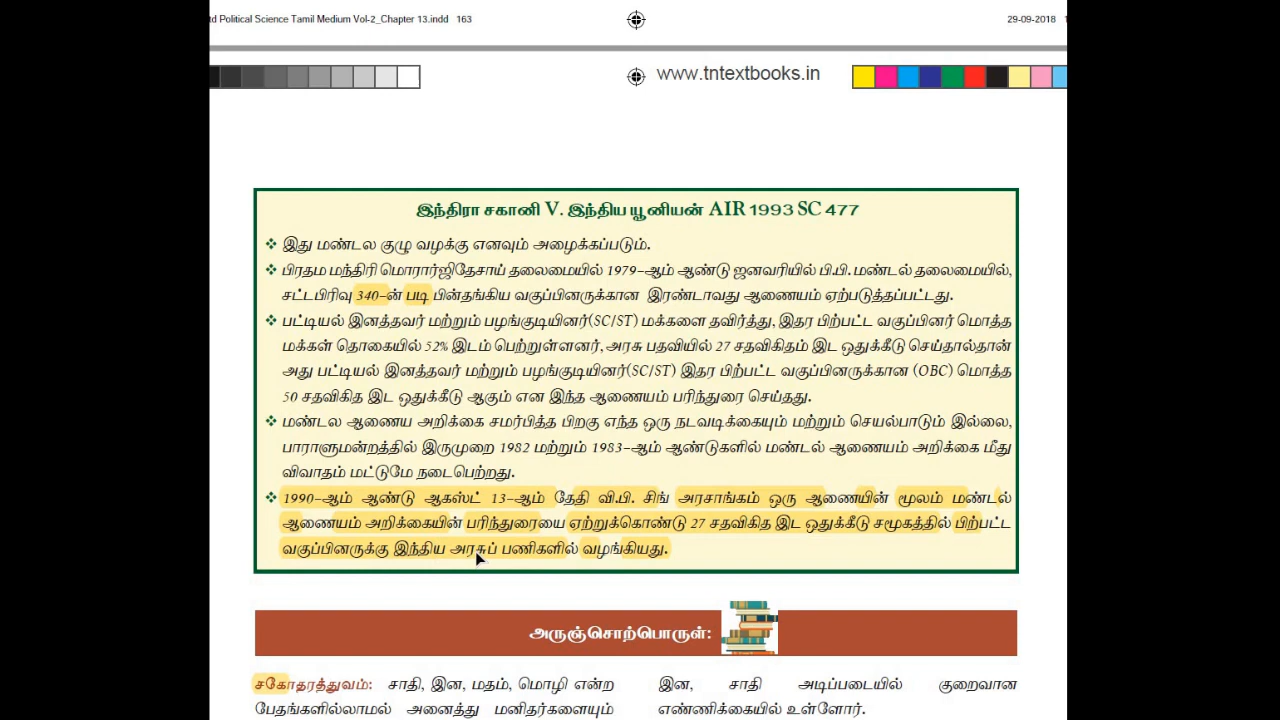 td Political Science Tamil Medium Vol-2_Chapter 13.indd 163
29-09-2018
www.tntextbooks.in
இந்திரா சகானி V. இந்திய யூனியன் AIR 1993 SC 477
❖ இது மண்டல குழு வழக்கு எனவும் அழைக்கப்படும்.
❖ பிரதம மந்திரி மொரார்ஜிதேசாய் தலைமையில் 1979-ஆம் ஆண்டு ஜனவரியில் பி.பி. மண்டல் தலைமையில்,
சட்டபிரிவு 340-ன் படி பின்தங்கிய வகுப்பினருக்கான இரண்டாவது ஆணையம் ஏற்படுத்தப்பட்டது.
❖ பட்டியல் இனத்தவர் மற்றும் பழங்குடியினர்(SC/ST) மக்களை தவிர்த்து, இதர பிற்பட்ட வகுப்பினர் மொத்த
மக்கள் தொகையில் 52% இடம் பெற்றுள்ளனர், அரசு பதவியில் 27 சதவிகிதம் இட ஒதுக்கீடு செய்தால்தான்
அது பட்டியல் இனத்தவர் மற்றும் பழங்குடியினர்(SC/ST) இதர பிற்பட்ட வகுப்பினருக்கான (OBC) மொத்த
50 சதவிகித இட ஒதுக்கீடு ஆகும் என இந்த ஆணையம் பரிந்துரை செய்தது.
❖ மண்டல ஆணைய அறிக்கை சமர்பித்த பிறகு எந்த ஒரு நடவடிக்கையும் மற்றும் செயல்பாடும் இல்லை,
பாராளுமன்றத்தில் இருமுறை 1982 மற்றும் 1983-ஆம் ஆண்டுகளில் மண்டல் ஆணையம் அறிக்கை மீது
விவாதம் மட்டுமே நடைபெற்றது.
❖ 1990-ஆம் ஆண்டு ஆகஸ்ட் 13-ஆம் தேதி வி.பி. சிங் அரசாங்கம் ஒரு ஆணையின் மூலம் மண்டல்
ஆணையம் அறிக்கையின் பரிந்துரையை ஏற்றுக்கொண்டு 27 சதவிகித இட ஒதுக்கீடு சமூகத்தில் பிற்பட்ட
வகுப்பினருக்கு இந்திய அரசுப் பணிகளில் வழங்கியது.
அருஞ்சொற்பொருள்:
சகோதரத்துவம்: சாதி, இன, மதம், மொழி என்ற
பேதங்களில்லாமல் அனைத்து மனிதர்களையும்
இன, சாதி அடிப்படையில் குறைவான
எண்ணிக்கையில் உள்ளோர்.